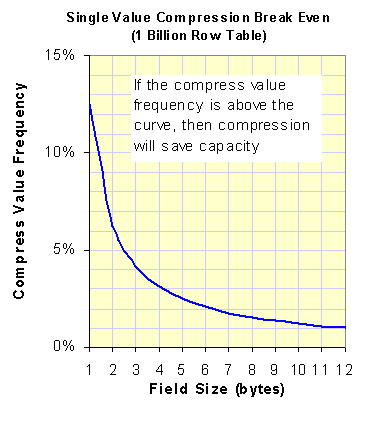 Single Value Compression Break Even
(1 Billion Row Table)
15%
If the compress value
frequency is above the
curve, then compression
will save capacity
10%
5%
0%
Compress Value Frequency
1 2 3 4 5 6 7 8 9 10 11 12
Field Size (bytes)